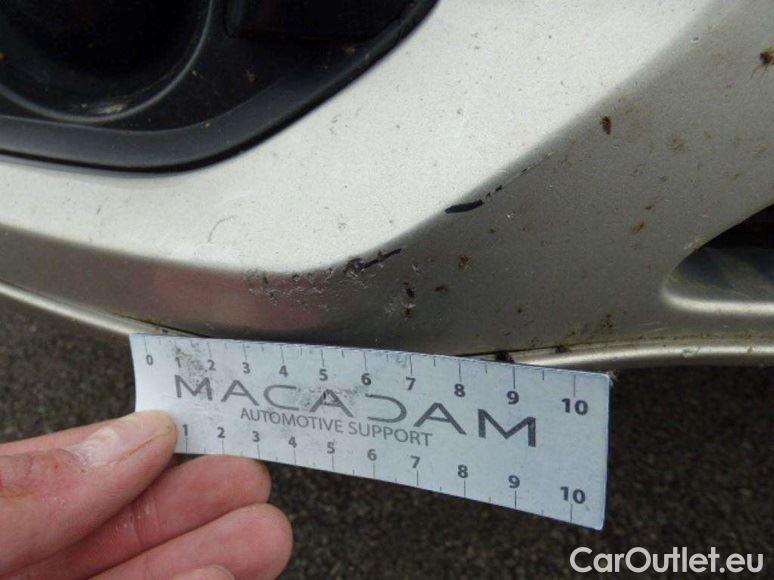 0 1 2 3 4 5 6 7 8 9 10
MACADAM
AUTOMOTIVE SUPPORT
1 2 3 4 5 6 7 8 9 10
CarOutlet.eu